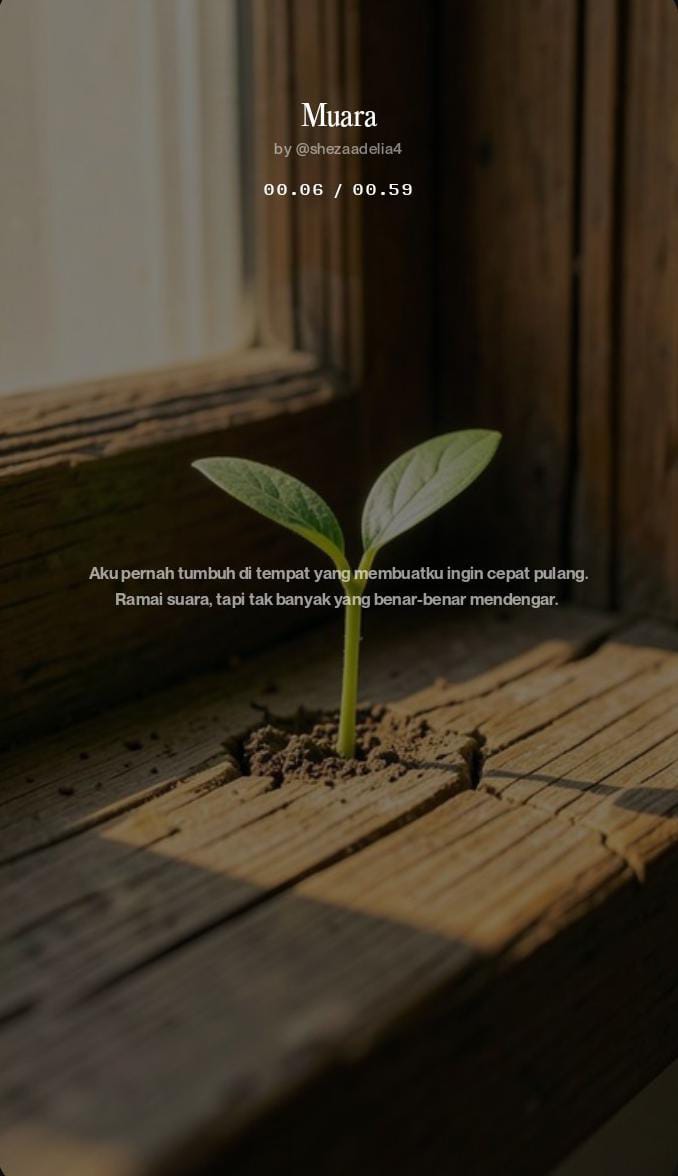 Muara
by @shezaadelia4
00.06 / 00.59
Aku pernah tumbuh di tempat yang membuatku ingin cepat pulang.
Ramai suara, tapi tak banyak yang benar-benar mendengar.